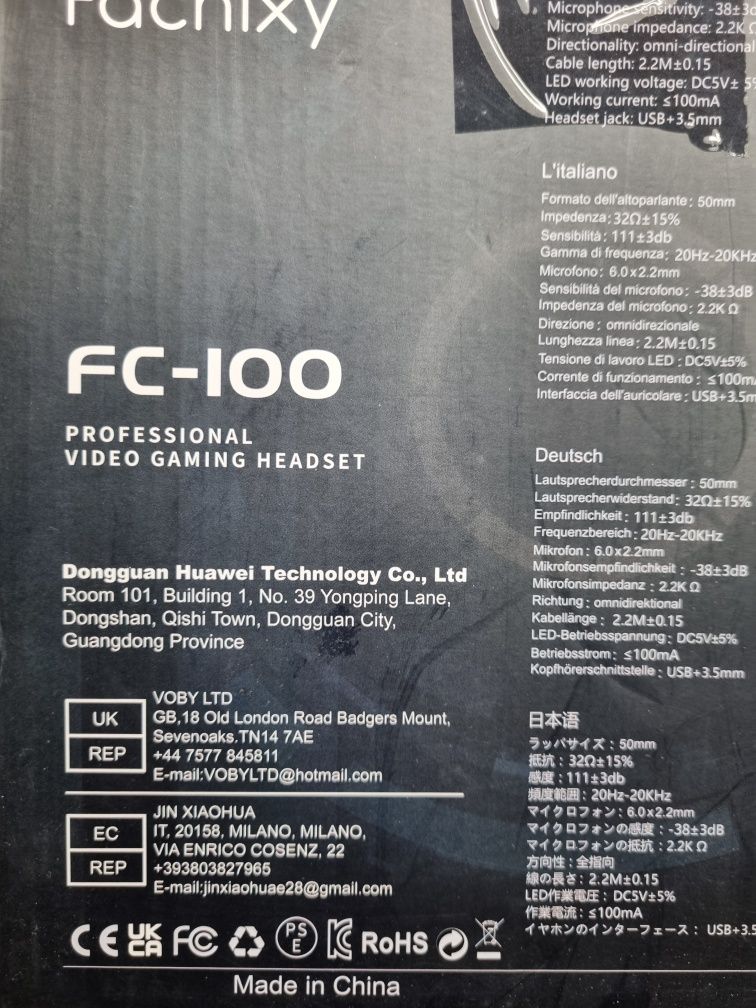 Fachixy
Microphone sensitivity: -38±3d
Microphone impedance: 2.2K Ω
Directionality: omni-directional
Cable length: 2.2M±0.15
LED working voltage: DC5V± 5%
Working current: ≤100mA
Headset jack: USB+3.5mm
L'italiano
Formato dell'altoparlante: 50mm
Impedenza: 32Ω±15%
Sensibilità: 111±3db
Gamma di frequenza: 20Hz-20KHz
Microfono: 6.0x2.2mm
Sensibilità del microfono: -38±3dB
Impedenza del microfono: 2.2K Ω
Direzione: omnidirezionale
Lunghezza linea: 2.2M±0.15
Tensione di lavoro LED: DC5V±5%
Corrente di funzionamento: ≤100m
Interfaccia dell'auricolare: USB+3.5m
FC-100
PROFESSIONAL
VIDEO GAMING HEADSET
Deutsch
Lautsprecherdurchmesser: 50mm
Lautsprecherwiderstand: 32Ω±15%
Empfindlichkeit: 111±3db
Frequenzbereich: 20Hz-20KHz
Mikrofon: 6.0x2.2mm
Mikrofonsempfindlichkeit: -38±3dB
Mikrofonsimpedanz: 2.2K Ω
Richtung: omnidirektional
Kabellänge: 2.2M±0.15
LED-Betriebsspannung: DC5V±5%
Betriebsstrom: ≤100mA
Kopfhörerschnittstelle: USB+3.5mm
Dongguan Huawei Technology Co., Ltd
Room 101, Building 1, No. 39 Yongping Lane,
Dongshan, Qishi Town, Dongguan City,
Guangdong Province
UK
REP
VOBY LTD
GB,18 Old London Road Badgers Mount,
Sevenoaks.TN14 7AE
+44 7577 845811
E-mail:VOBYLTD@hotmail.com
EC
REP
JIN XIAOHUA
IT, 20158, MILANO, MILANO,
VIA ENRICO COSENZ, 22
+393803827965
E-mail:jinxiaohuae28@gmail.com
日本语
ラッパサイズ：50mm
抵抗：32Ω±15%
感度：111±3db
頻度範囲：20Hz-20KHz
マイクロフォン：6.0x2.2mm
マイクロフォンの感度：-38±3dB
マイクロフォンの抵抗：2.2K Ω
方向性：全指向
線の長さ：2.2M±0.15
LED作業電圧：DC5V±5%
作業電流：≤100mA
イヤホンのインターフェース：USB+3.5
CE UK CA FC PS E RoHS
Made in China